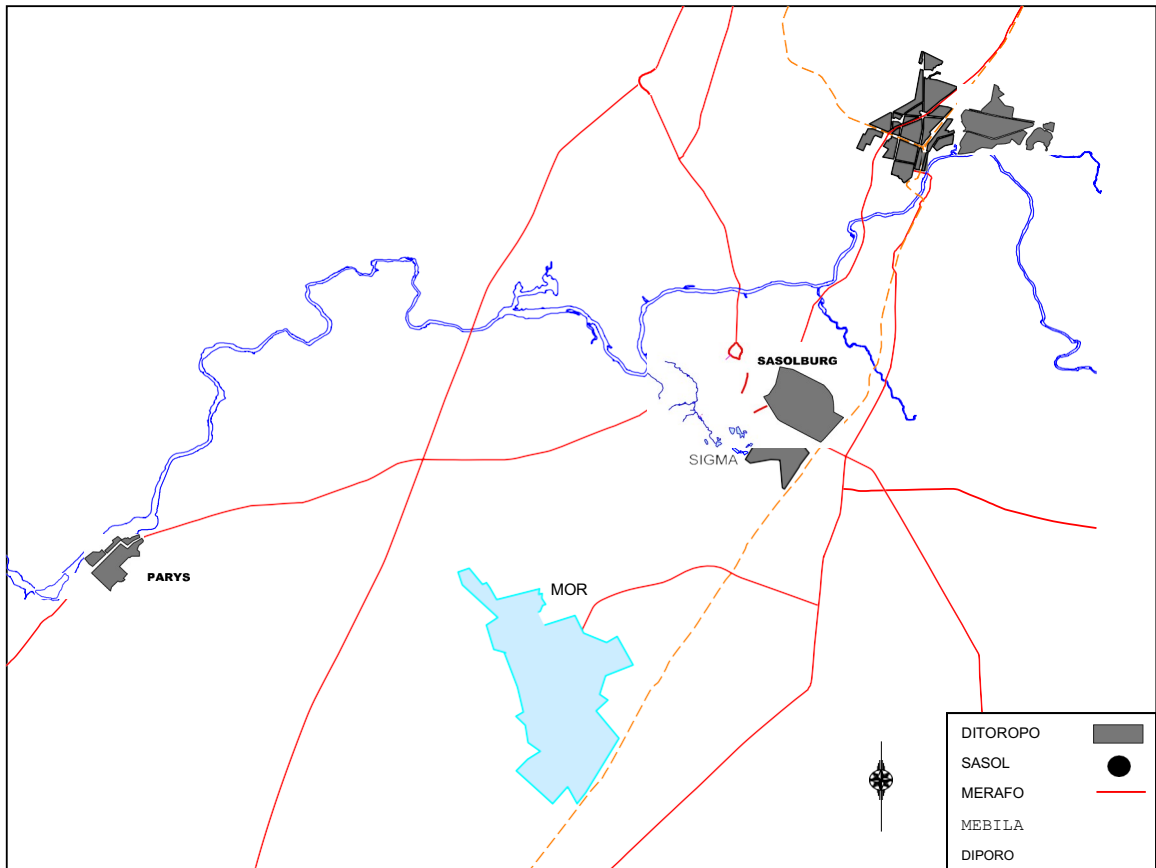 SASOLBURG
SIGMA
PARYS
MOR
DITOROPO
SASOL
MERAFO
MEBILA
DIPORO